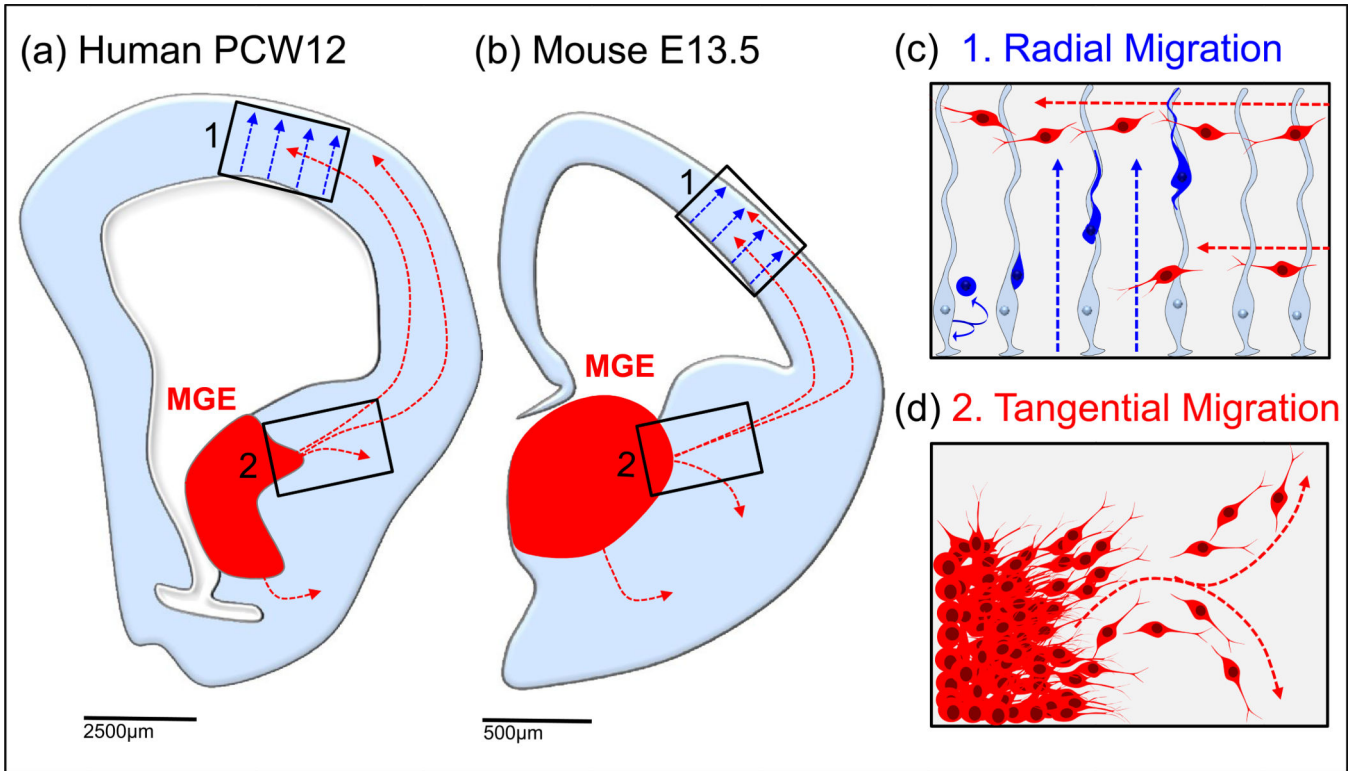 (a) Human PCW12
1
MGE
2
2500µm
(b) Mouse E13.5
1
MGE
2
500µm
(c) 1. Radial Migration
(d) 2. Tangential Migration